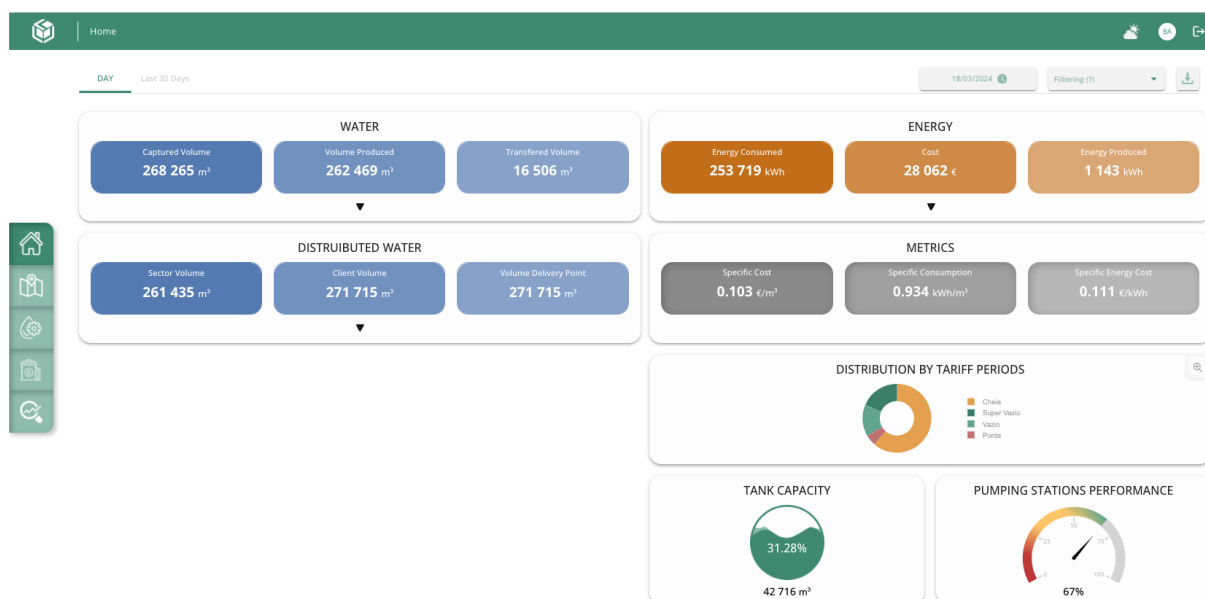 Home
BA
DAY
Last 30 Days
18/03/2024
Filtering (7)
WATER
Captured Volume
268 265 m³
Volume Produced
262 469 m³
Transfered Volume
16 506 m³
ENERGY
Energy Consumed
253 719 kWh
Cost
28 062 €
Energy Produced
1 143 kWh
DISTRUIBUTED WATER
Sector Volume
261 435 m³
Client Volume
271 715 m³
Volume Delivery Point
271 715 m³
METRICS
Specific Cost
0.103 €/m³
Specific Consumption
0.934 kWh/m³
Specific Energy Cost
0.111 €/kWh
DISTRIBUTION BY TARIFF PERIODS
Cheia
Super Vazio
Vazio
Ponta
TANK CAPACITY
31.28%
42 716 m³
PUMPING STATIONS PERFORMANCE
0
25
50
75
100
67%